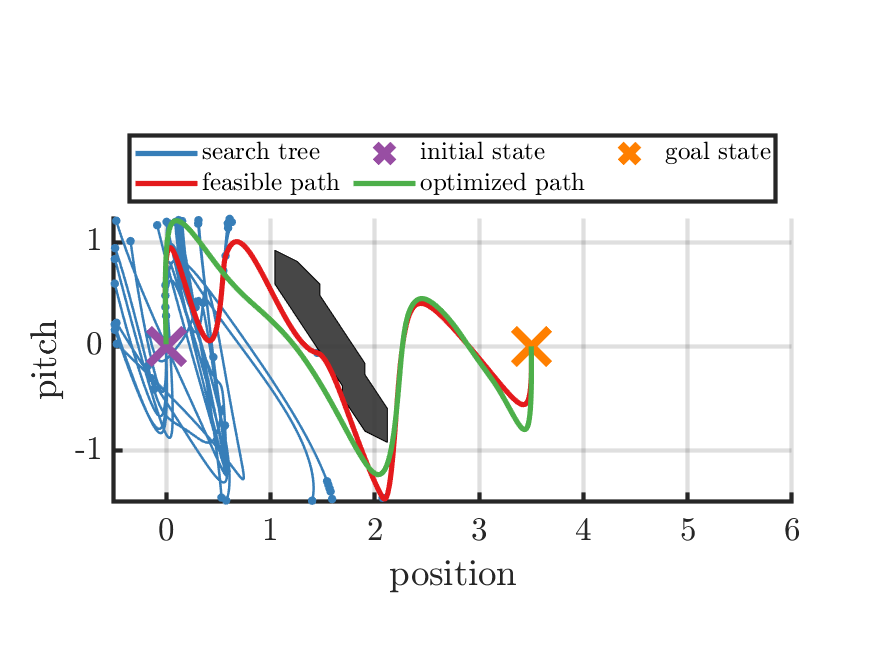 search tree initial state goal state
feasible path optimized path
1
0
-1
pitch
0 1 2 3 4 5 6
position